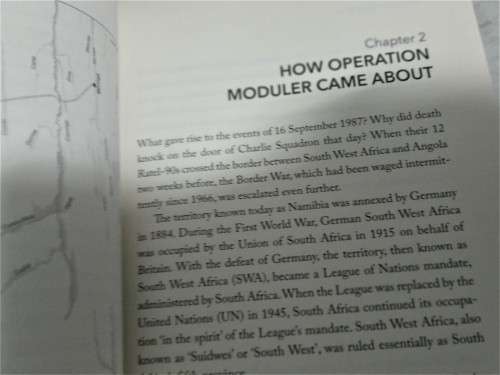 Chapter 2
HOW OPERATION
MODULER CAME ABOUT
What gave rise to the events of 16 September 1987? Why did death
knock on the door of Charlie Squadron that day? When their 12
Ratel-90s crossed the border between South West Africa and Angola
two weeks before, the Border War, which had been waged intermit-
tently since 1966, was escalated even further.
The territory known today as Namibia was annexed by Germany
in 1884. During the First World War, German South West Africa
was occupied by the Union of South Africa in 1915 on behalf of
Britain. With the defeat of Germany, the territory, then known as
South West Africa (SWA), became a League of Nations mandate,
administered by South Africa. When the League was replaced by the
United Nations (UN) in 1945, South Africa continued its occupa-
tion 'in the spirit' of the League's mandate. South West Africa, also
known as 'Suidwes' or 'South West', was ruled essentially as South